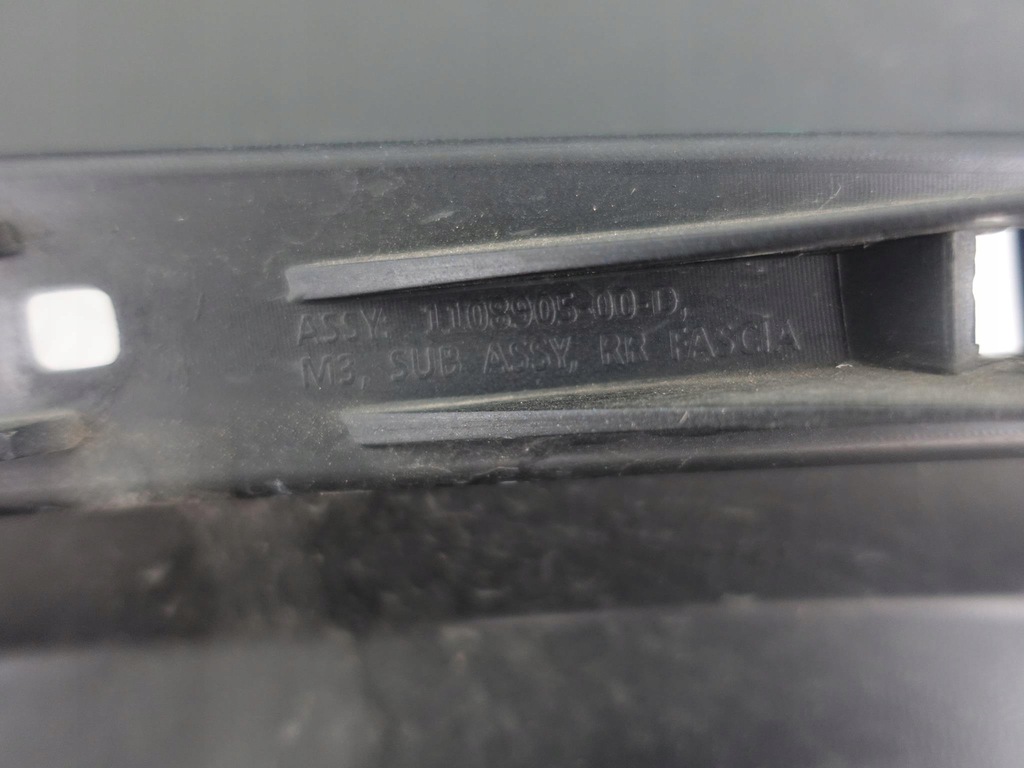 ASSY: 1108905-00-D,
M3, SUB ASSY, RR FASCIA